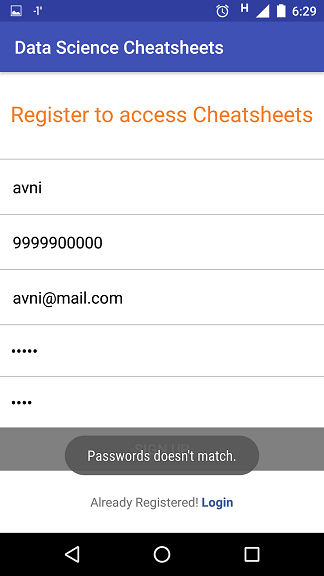 -1° H 6:29
Data Science Cheatsheets
Register to access Cheatsheets
avni
9999900000
avni@mail.com
•••••
••••
SIGN UP
Passwords doesn't match.
Already Registered! Login